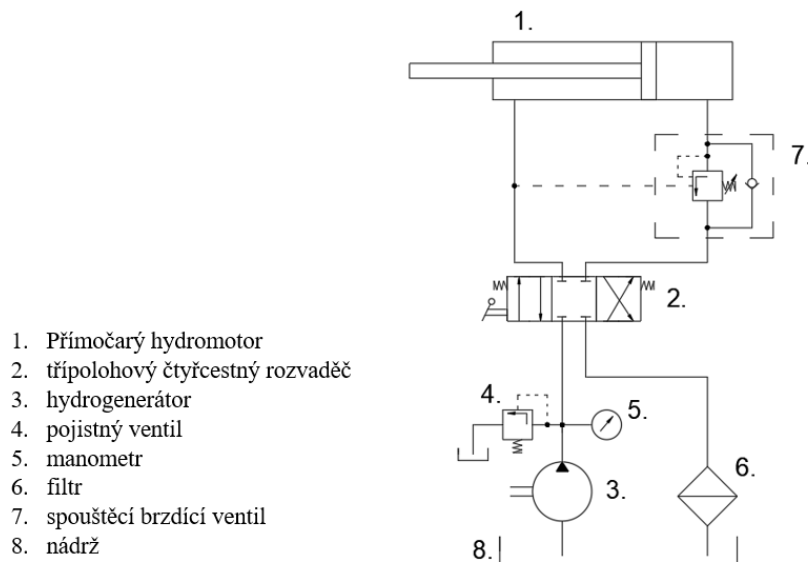 1. Přímočarý hydromotor
2. třípolohový čtyřcestný rozvaděč
3. hydrogenerátor
4. pojistný ventil
5. manometr
6. filtr
7. spouštěcí brzdící ventil
8. nádrž
1.
7.
2.
4.
5.
3.
6.
8.